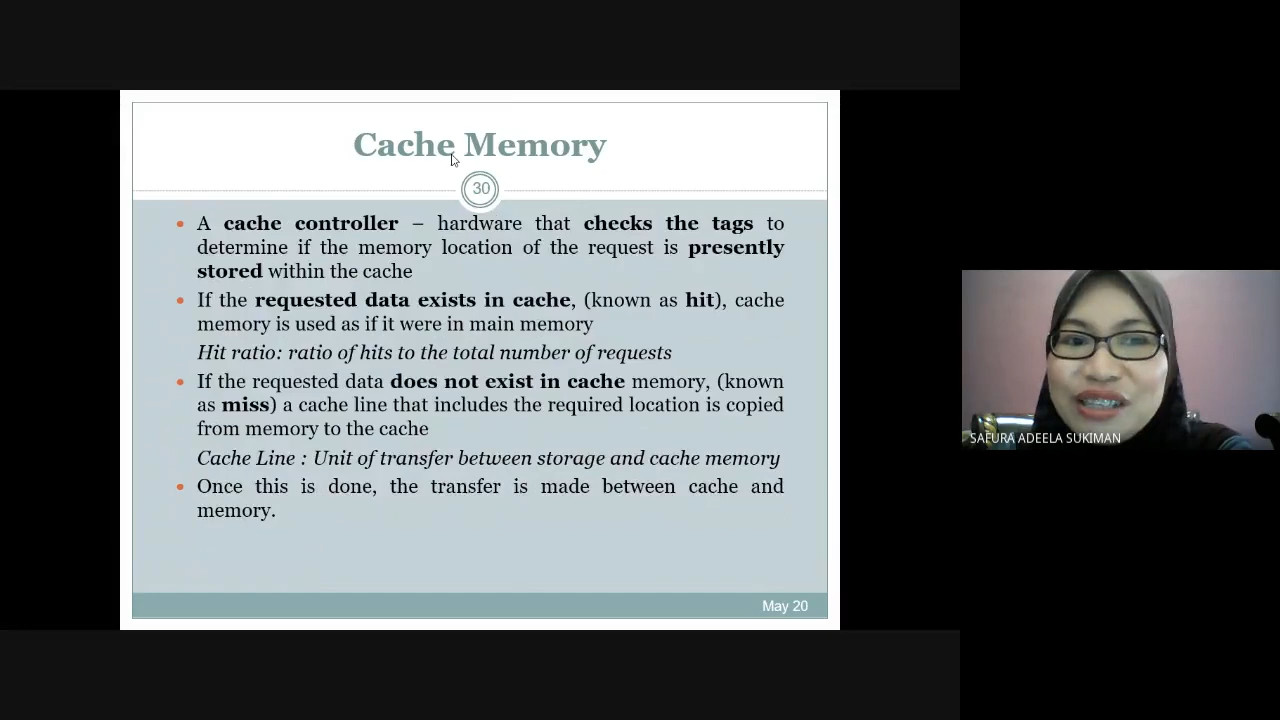 Cache Memory
30
• A cache controller – hardware that checks the tags to
determine if the memory location of the request is presently
stored within the cache
• If the requested data exists in cache, (known as hit), cache
memory is used as if it were in main memory
Hit ratio: ratio of hits to the total number of requests
• If the requested data does not exist in cache memory, (known
as miss) a cache line that includes the required location is copied
from memory to the cache
Cache Line : Unit of transfer between storage and cache memory
• Once this is done, the transfer is made between cache and
memory.
May 20
SAFURA ADEELA SUKIMAN